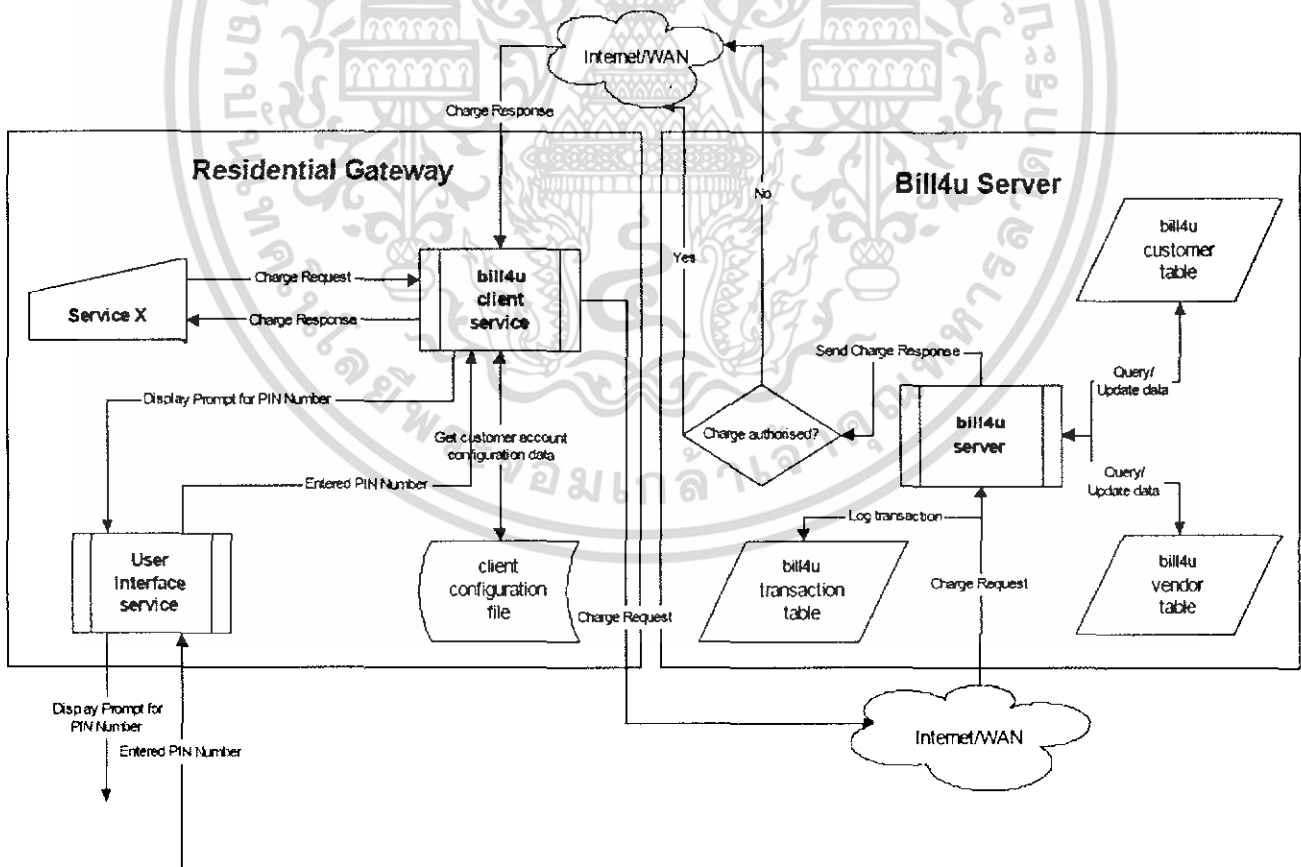 Internet/WAN
Charge Response
Residential Gateway
Bill4u Server
No
Yes
bill4u
customer
table
Charge Request
bill4u
client
service
Service X
Charge Response
Send Charge Response
Query/
Update data
Display Prompt for PIN Number
Get customer account
configuration data
Charge authorised?
bill4u
server
Entered PIN Number
Query/
Update data
Log transaction
User
Interface
service
client
configuration
file
Charge Request
bill4u
transaction
table
Charge Request
bill4u
vendor
table
Display Prompt for
PIN Number
Entered PIN Number
Internet/WAN